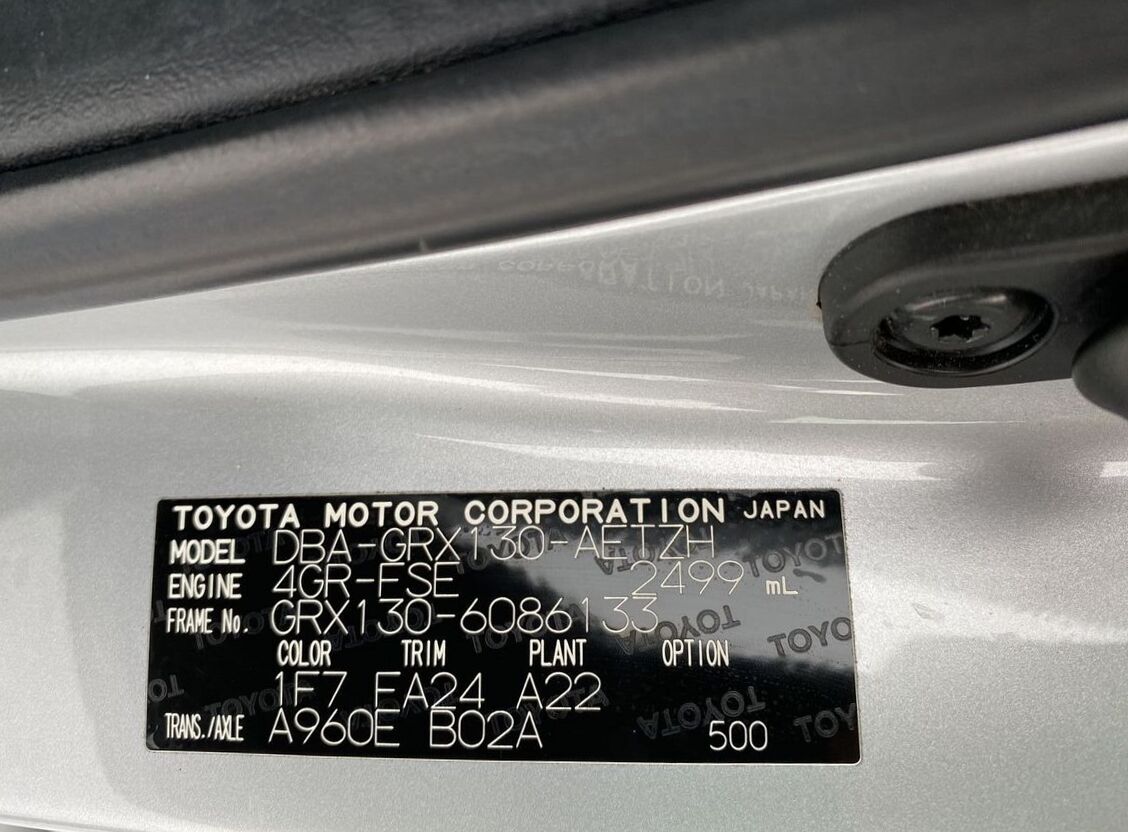 TOYOTA MOTOR CORPORATION JAPAN
MODEL DBA-GRX130-AETZH
ENGINE 4GR-FSE 2499 mL
FRAME No. GRX130-6086133
COLOR TRIM PLANT OPTION
1F7 EA24 A22
TRANS./AXLE A960E B02A 500